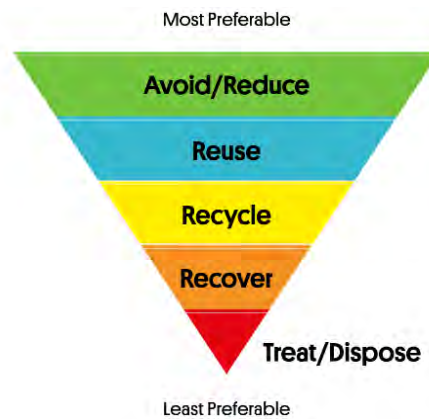 Most Preferable
Avoid/Reduce
Reuse
Recycle
Recover
Treat/Dispose
Least Preferable